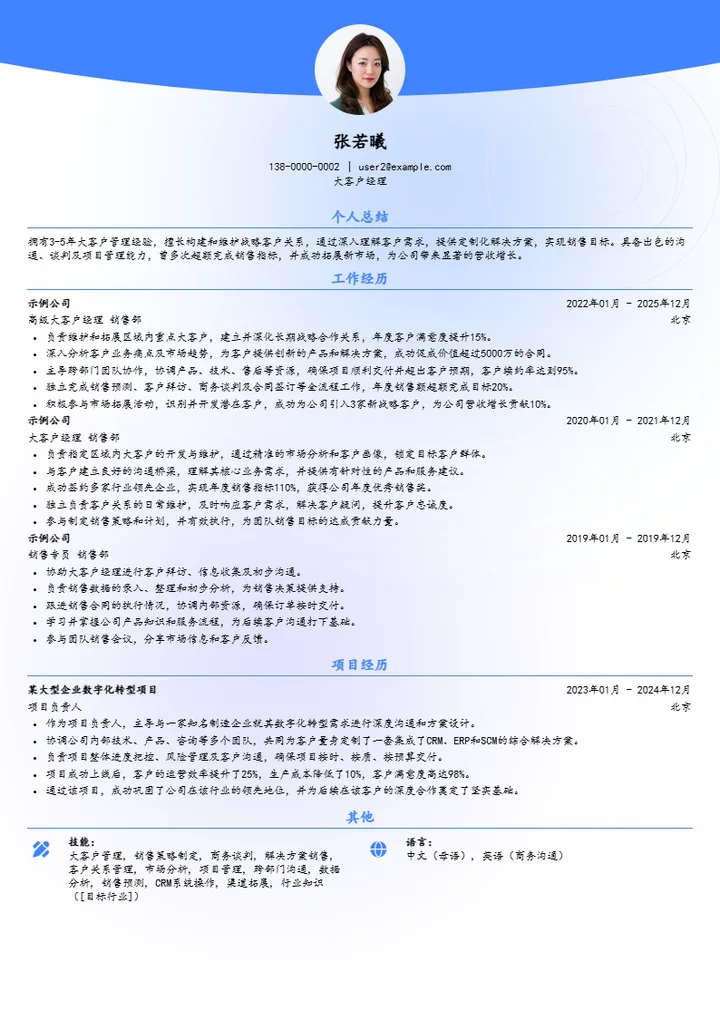 张若曦
138-0000-0002 | user2@example.com
大客户经理
个人总结
拥有3-5年大客户管理经验，擅长构建和维护战略客户关系，通过深入理解客户需求，提供定制化解决方案，实现销售目标。具备出色的沟
通、谈判及项目管理能力，曾多次超额完成销售指标，并成功拓展新市场，为公司带来显著的营收增长。
工作经历
示例公司 2022年01月 - 2025年12月
高级大客户经理 销售部 北京
• 负责维护和拓展区域内重点大客户，建立并深化长期战略合作关系，年度客户满意度提升15%。
• 深入分析客户业务痛点及市场趋势，为客户提供创新的产品和解决方案，成功促成价值超过5000万的合同。
• 主导跨部门团队协作，协调产品、技术、售后等资源，确保项目顺利交付并超出客户预期，客户续约率达到95%。
• 独立完成销售预测、客户拜访、商务谈判及合同签订等全流程工作，年度销售额超额完成目标20%。
• 积极参与市场拓展活动，识别并开发潜在客户，成功为公司引入3家新战略客户，为公司营收增长贡献10%。
示例公司 2020年01月 - 2021年12月
大客户经理 销售部 北京
• 负责指定区域内大客户的开发与维护，通过精准的市场分析和客户画像，锁定目标客户群体。
• 与客户建立良好的沟通桥梁，理解其核心业务需求，并提供有针对性的产品和服务建议。
• 成功签约多家行业领先企业，实现年度销售指标110%，获得公司年度优秀销售奖。
• 独立负责客户关系的日常维护，及时响应客户需求，解决客户疑问，提升客户忠诚度。
• 参与制定销售策略和计划，并有效执行，为团队销售目标的达成贡献力量。
示例公司 2019年01月 - 2019年12月
销售专员 销售部 北京
• 协助大客户经理进行客户拜访、信息收集及初步沟通。
• 负责销售数据的录入、整理和初步分析，为销售决策提供支持。
• 跟进销售合同的执行情况，协调内部资源，确保订单按时交付。
• 学习并掌握公司产品知识和服务流程，为后续客户沟通打下基础。
• 参与团队销售会议，分享市场信息和客户反馈。
项目经历
某大型企业数字化转型项目 2023年01月 - 2024年12月
项目负责人 北京
• 作为项目负责人，主导与一家知名制造企业就其数字化转型需求进行深度沟通和方案设计。
• 协调公司内部技术、产品、咨询等多个团队，共同为客户量身定制了一套集成了CRM、ERP和SCM的综合解决方案。
• 负责项目整体进度把控、风险管理及客户沟通，确保项目按时、按质、按预算交付。
• 项目成功上线后，客户的运营效率提升了25%，生产成本降低了10%，客户满意度高达98%。
• 通过该项目，成功巩固了公司在该行业的领先地位，并为后续在该客户的深度合作奠定了坚实基础。
其他
技能：
大客户管理, 销售策略制定, 商务谈判, 解决方案销售,
客户关系管理, 市场分析, 项目管理, 跨部门沟通, 数据
分析, 销售预测, CRM系统操作, 渠道拓展, 行业知识
（[目标行业]）
语言：
中文（母语）, 英语（商务沟通）